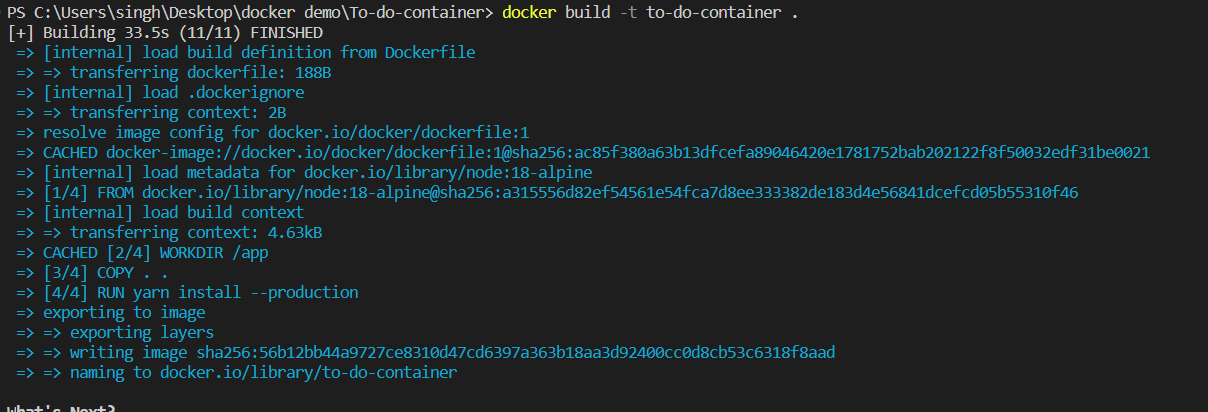 PS C:\Users\singh\Desktop\docker demo\To-do-container> docker build -t to-do-container .
[+] Building 33.5s (11/11) FINISHED
=> [internal] load build definition from Dockerfile
=> => transferring dockerfile: 188B
=> [internal] load .dockerignore
=> => transferring context: 2B
=> resolve image config for docker.io/docker/dockerfile:1
=> CACHED docker-image://docker.io/docker/dockerfile:1@sha256:ac85f380a63b13dfcefa89046420e1781752bab202122f8f50032edf31be0021
=> [internal] load metadata for docker.io/library/node:18-alpine
=> [1/4] FROM docker.io/library/node:18-alpine@sha256:a315556d82ef54561e54fca7d8ee333382de183d4e56841dcefcd05b55310f46
=> [internal] load build context
=> => transferring context: 4.63kB
=> CACHED [2/4] WORKDIR /app
=> [3/4] COPY . .
=> [4/4] RUN yarn install --production
=> exporting to image
=> => exporting layers
=> => writing image sha256:56b12bb44a9727ce8310d47cd6397a363b18aa3d92400cc0d8cb53c6318f8aad
=> => naming to docker.io/library/to-do-container
What's Next?